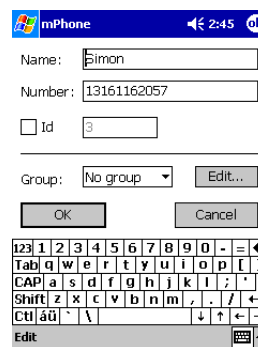 mPhone 2:45 ok
Name: Simon
Number: 13161162057
Id 3
Group: No group Edit...
OK Cancel
123 1 2 3 4 5 6 7 8 9 0 - =
Tab q w e r t y u i o p [ ]
CAP a s d f g h j k l ; '
Shift z x c v b n m , . /
Ctl áü ` \
Edit